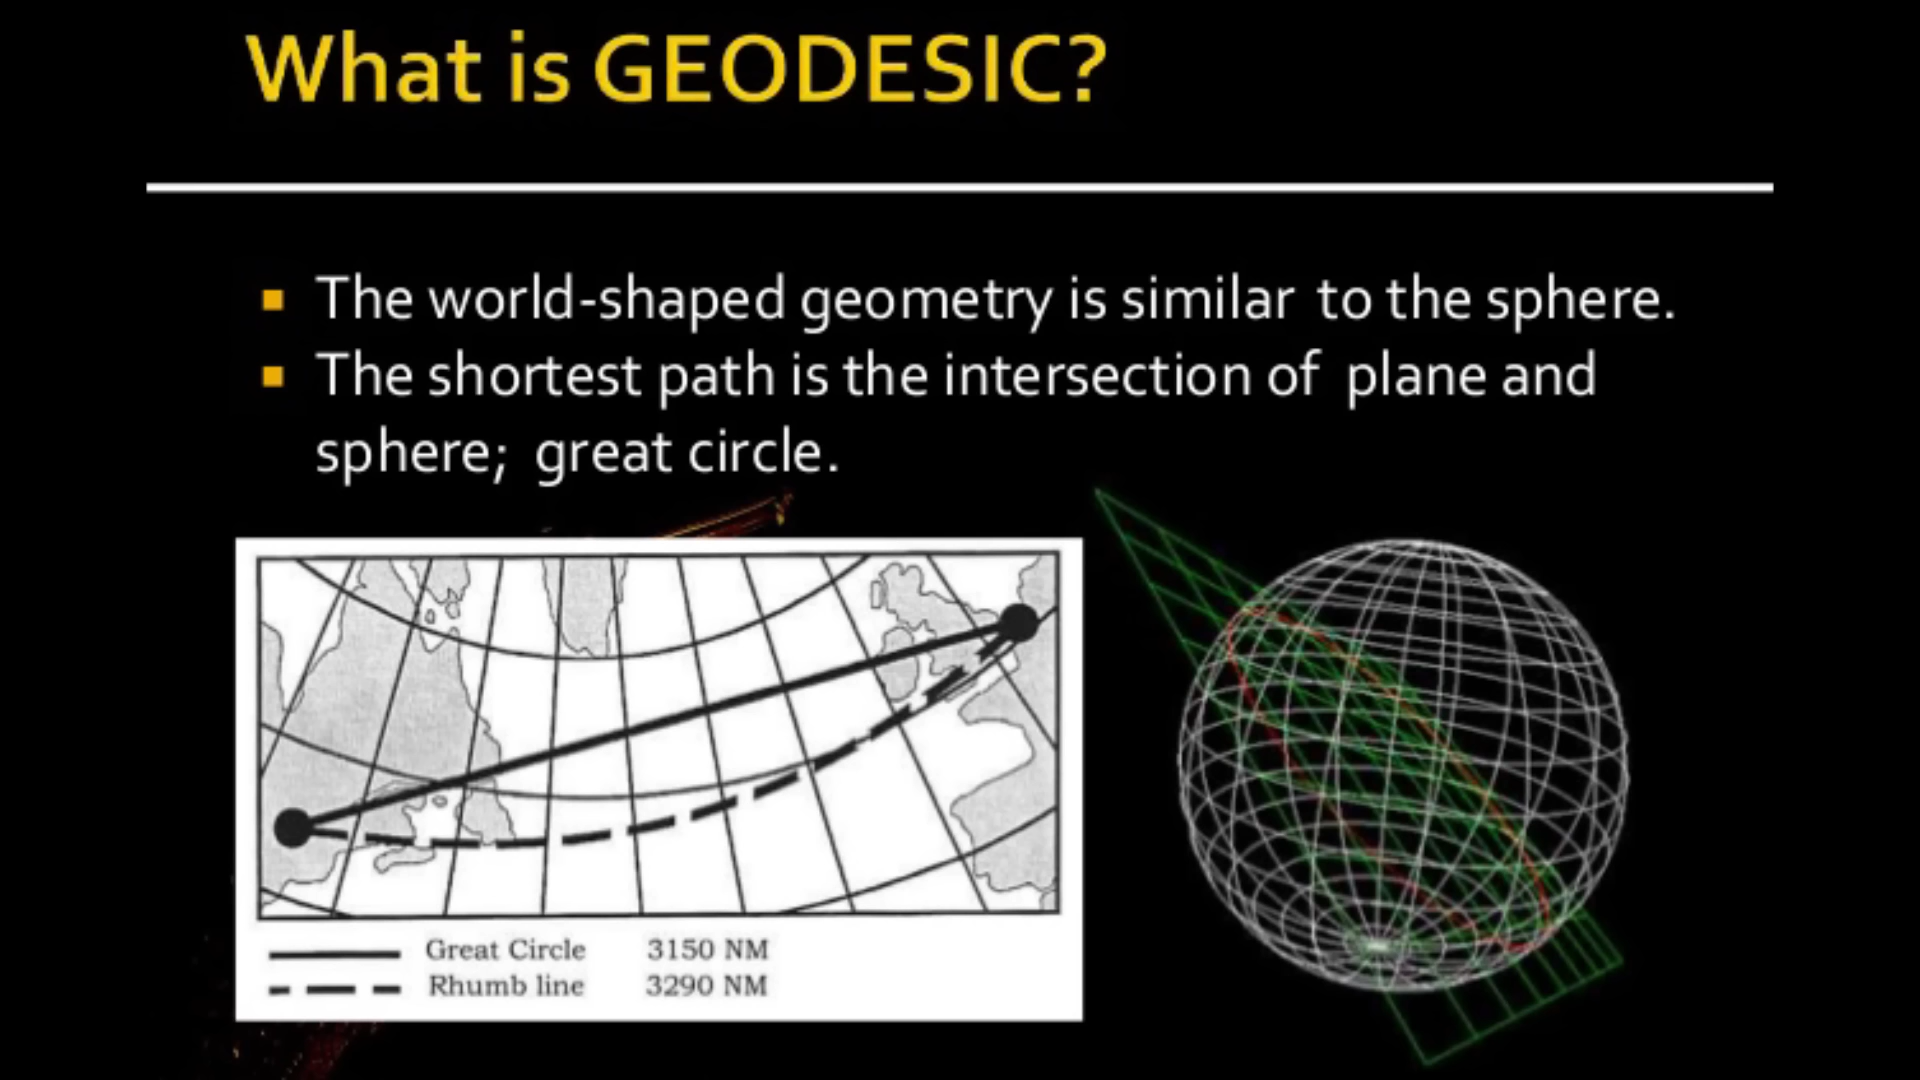 What is GEODESIC?
The world-shaped geometry is similar to the sphere.
The shortest path is the intersection of plane and
sphere; great circle.
Great Circle 3150 NM
Rhumb line 3290 NM